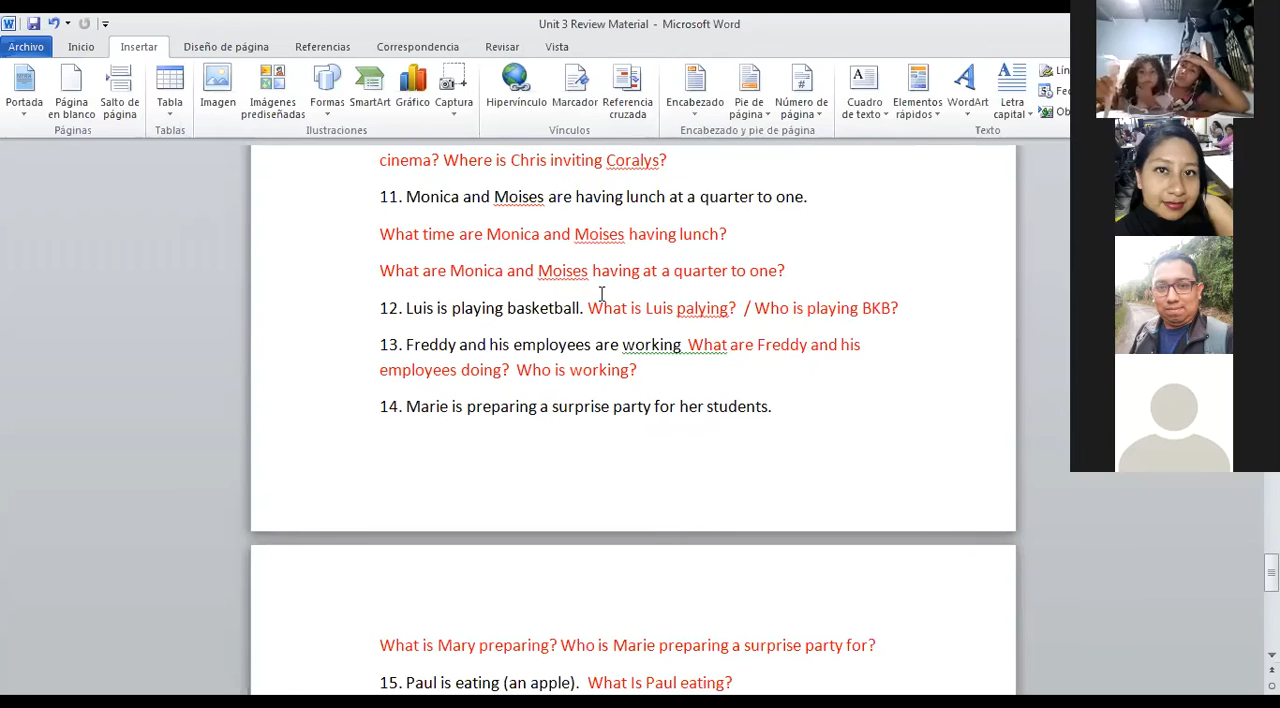 Unit 3 Review Material - Microsoft Word
Archivo Inicio Insertar Diseño de página Referencias Correspondencia Revisar Vista
Portada Página en blanco Salto de página Tabla Imagen Imágenes prediseñadas Formas SmartArt Gráfico Captura Hipervínculo Marcador Referencia cruzada Encabezado Pie de página Número de página Cuadro de texto Elementos rápidos WordArt Letra capital
Páginas Tablas Ilustraciones Vínculos Encabezado y pie de página Texto
cinema? Where is Chris inviting Coralys?
11. Monica and Moises are having lunch at a quarter to one.
What time are Monica and Moises having lunch?
What are Monica and Moises having at a quarter to one?
12. Luis is playing basketball. What is Luis palying? / Who is playing BKB?
13. Freddy and his employees are working What are Freddy and his
employees doing? Who is working?
14. Marie is preparing a surprise party for her students.
What is Mary preparing? Who is Marie preparing a surprise party for?
15. Paul is eating (an apple). What Is Paul eating?